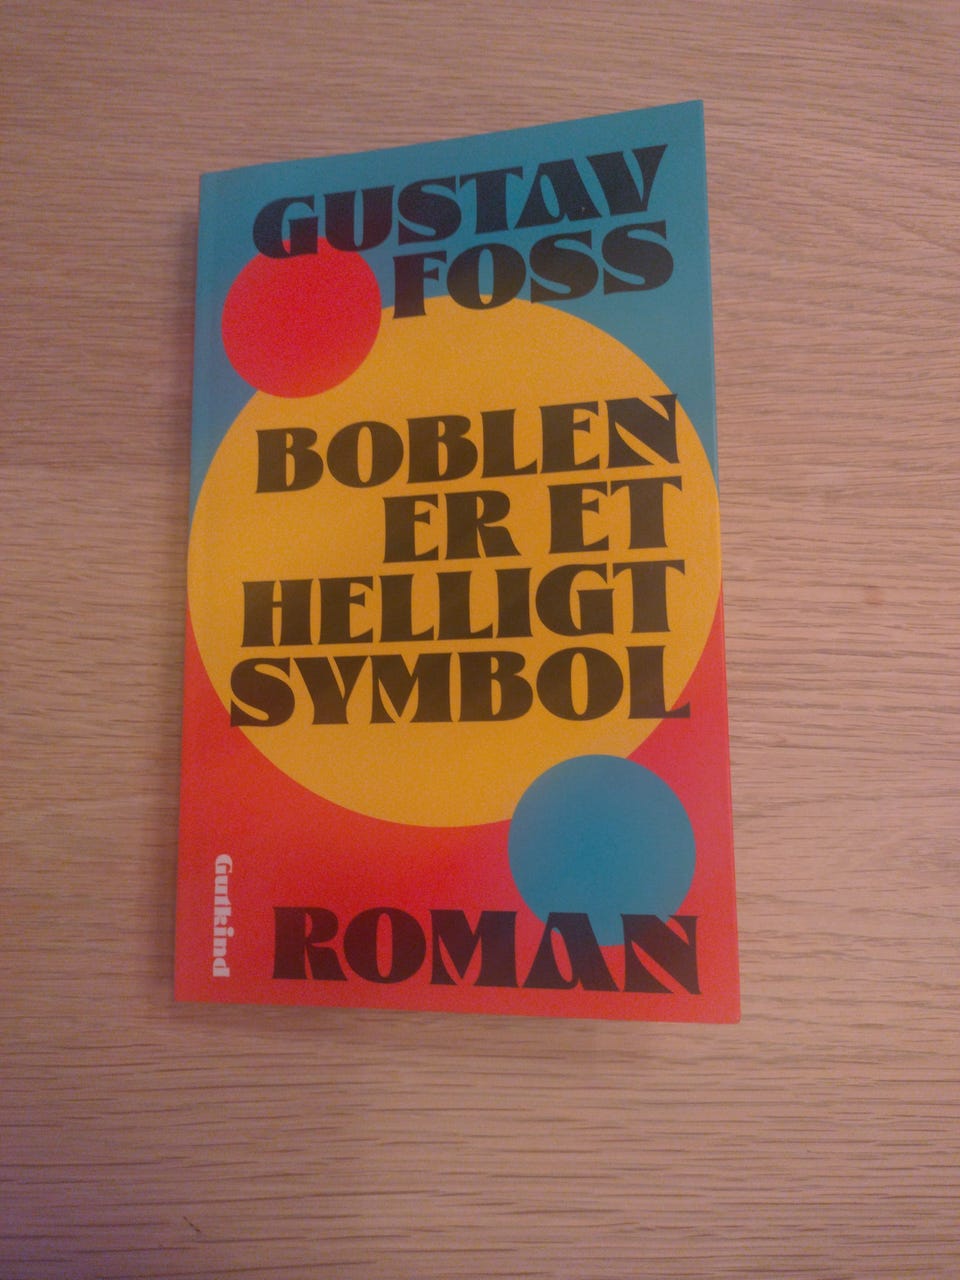 GUSTAV
FOSS
BOBLEN
ER ET
HELLIGT
SYMBOL
Gutkind
ROMAN